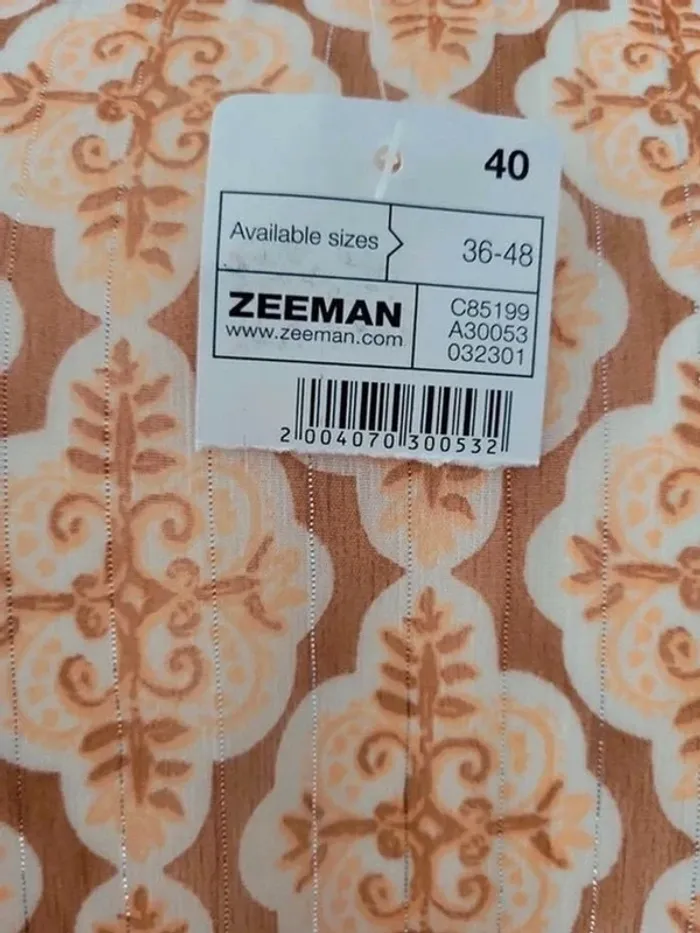 40
Available sizes
36-48
ZEEMAN
www.zeeman.com
C85199
A30053
032301
2 004070 300532